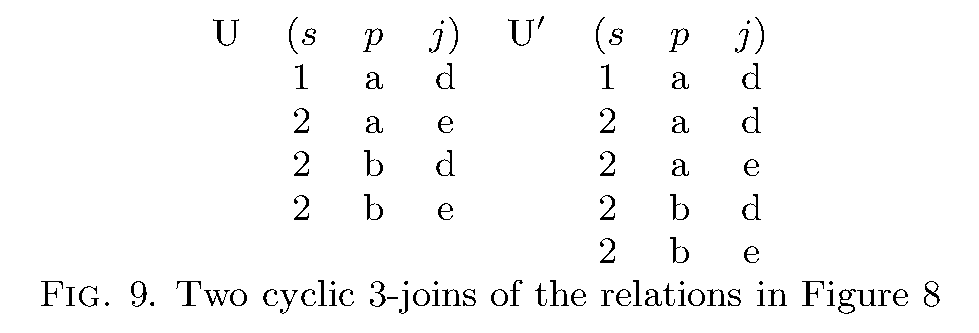 U (s p j) U′ (s p j)
1 a d 1 a d
2 a e 2 a d
2 b d 2 a e
2 b e 2 b d
2 b e
FIG. 9. Two cyclic 3-joins of the relations in Figure 8